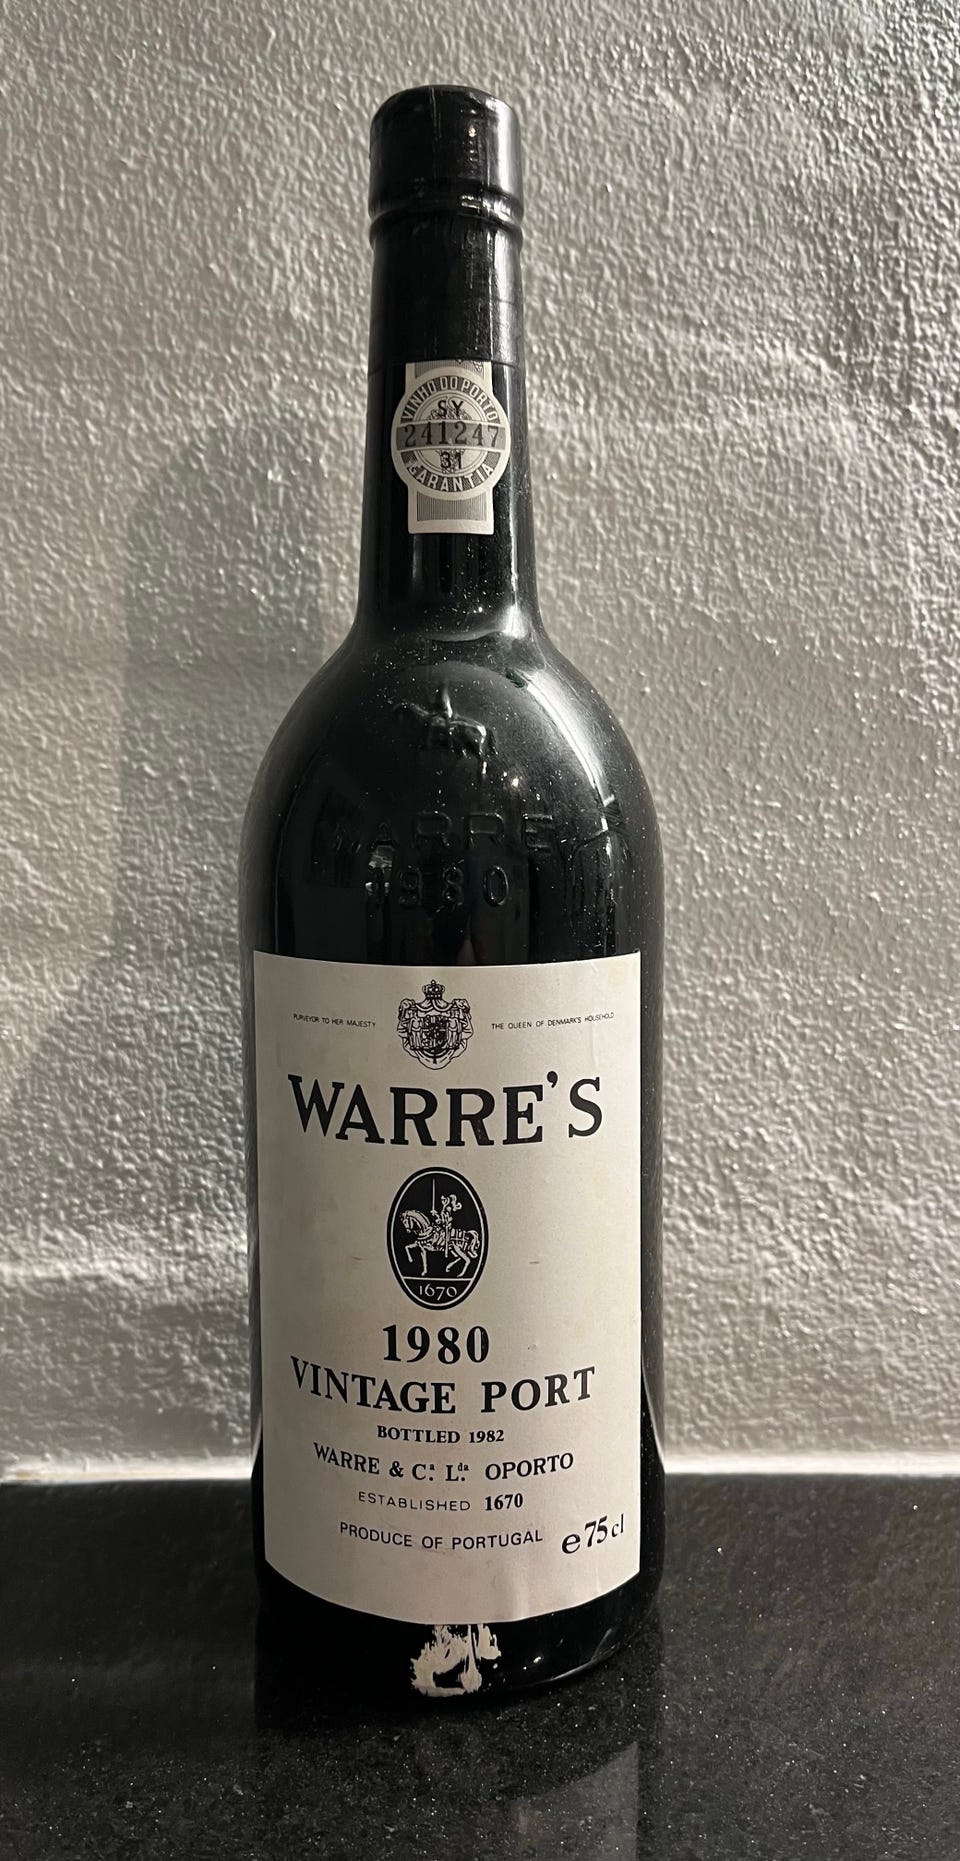 VINHO DO PORTO
SY
241247
31
GARANTIA
WARRE
1980
PURVEYOR TO HER MAJESTY THE QUEEN OF DENMARK'S HOUSEHOLD
WARRE'S
1670
1980
VINTAGE PORT
BOTTLED 1982
WARRE & Cª. Lᵈᵃ. OPORTO
ESTABLISHED 1670
PRODUCE OF PORTUGAL e 75 cl